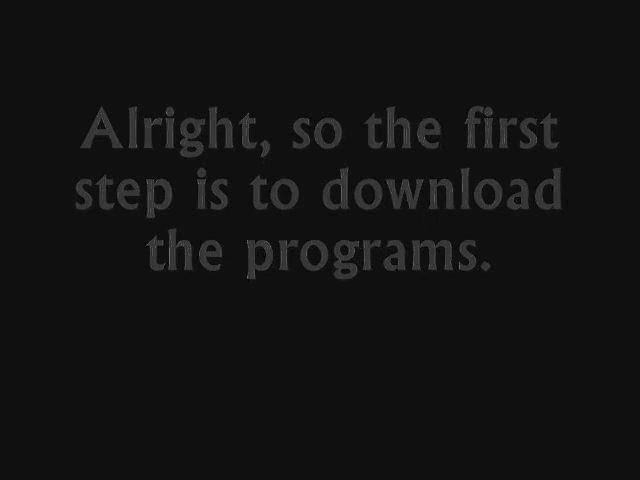 Alright, so the first
step is to download
the programs.